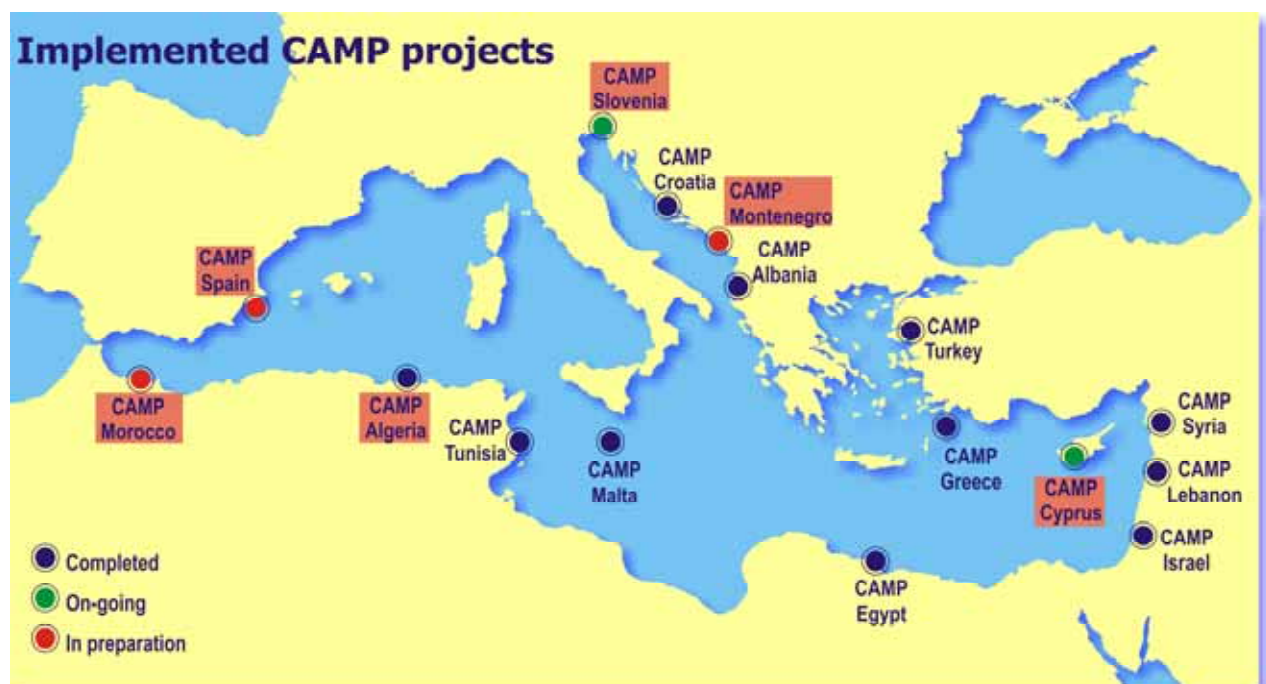 Implemented CAMP projects
CAMP
Slovenia
CAMP
Croatia
CAMP
Montenegro
CAMP
Albania
CAMP
Spain
CAMP
Turkey
CAMP
Morocco
CAMP
Algeria
CAMP
Tunisia
CAMP
Malta
CAMP
Greece
CAMP
Syria
CAMP
Lebanon
CAMP
Cyprus
CAMP
Israel
CAMP
Egypt
Completed
On-going
In preparation